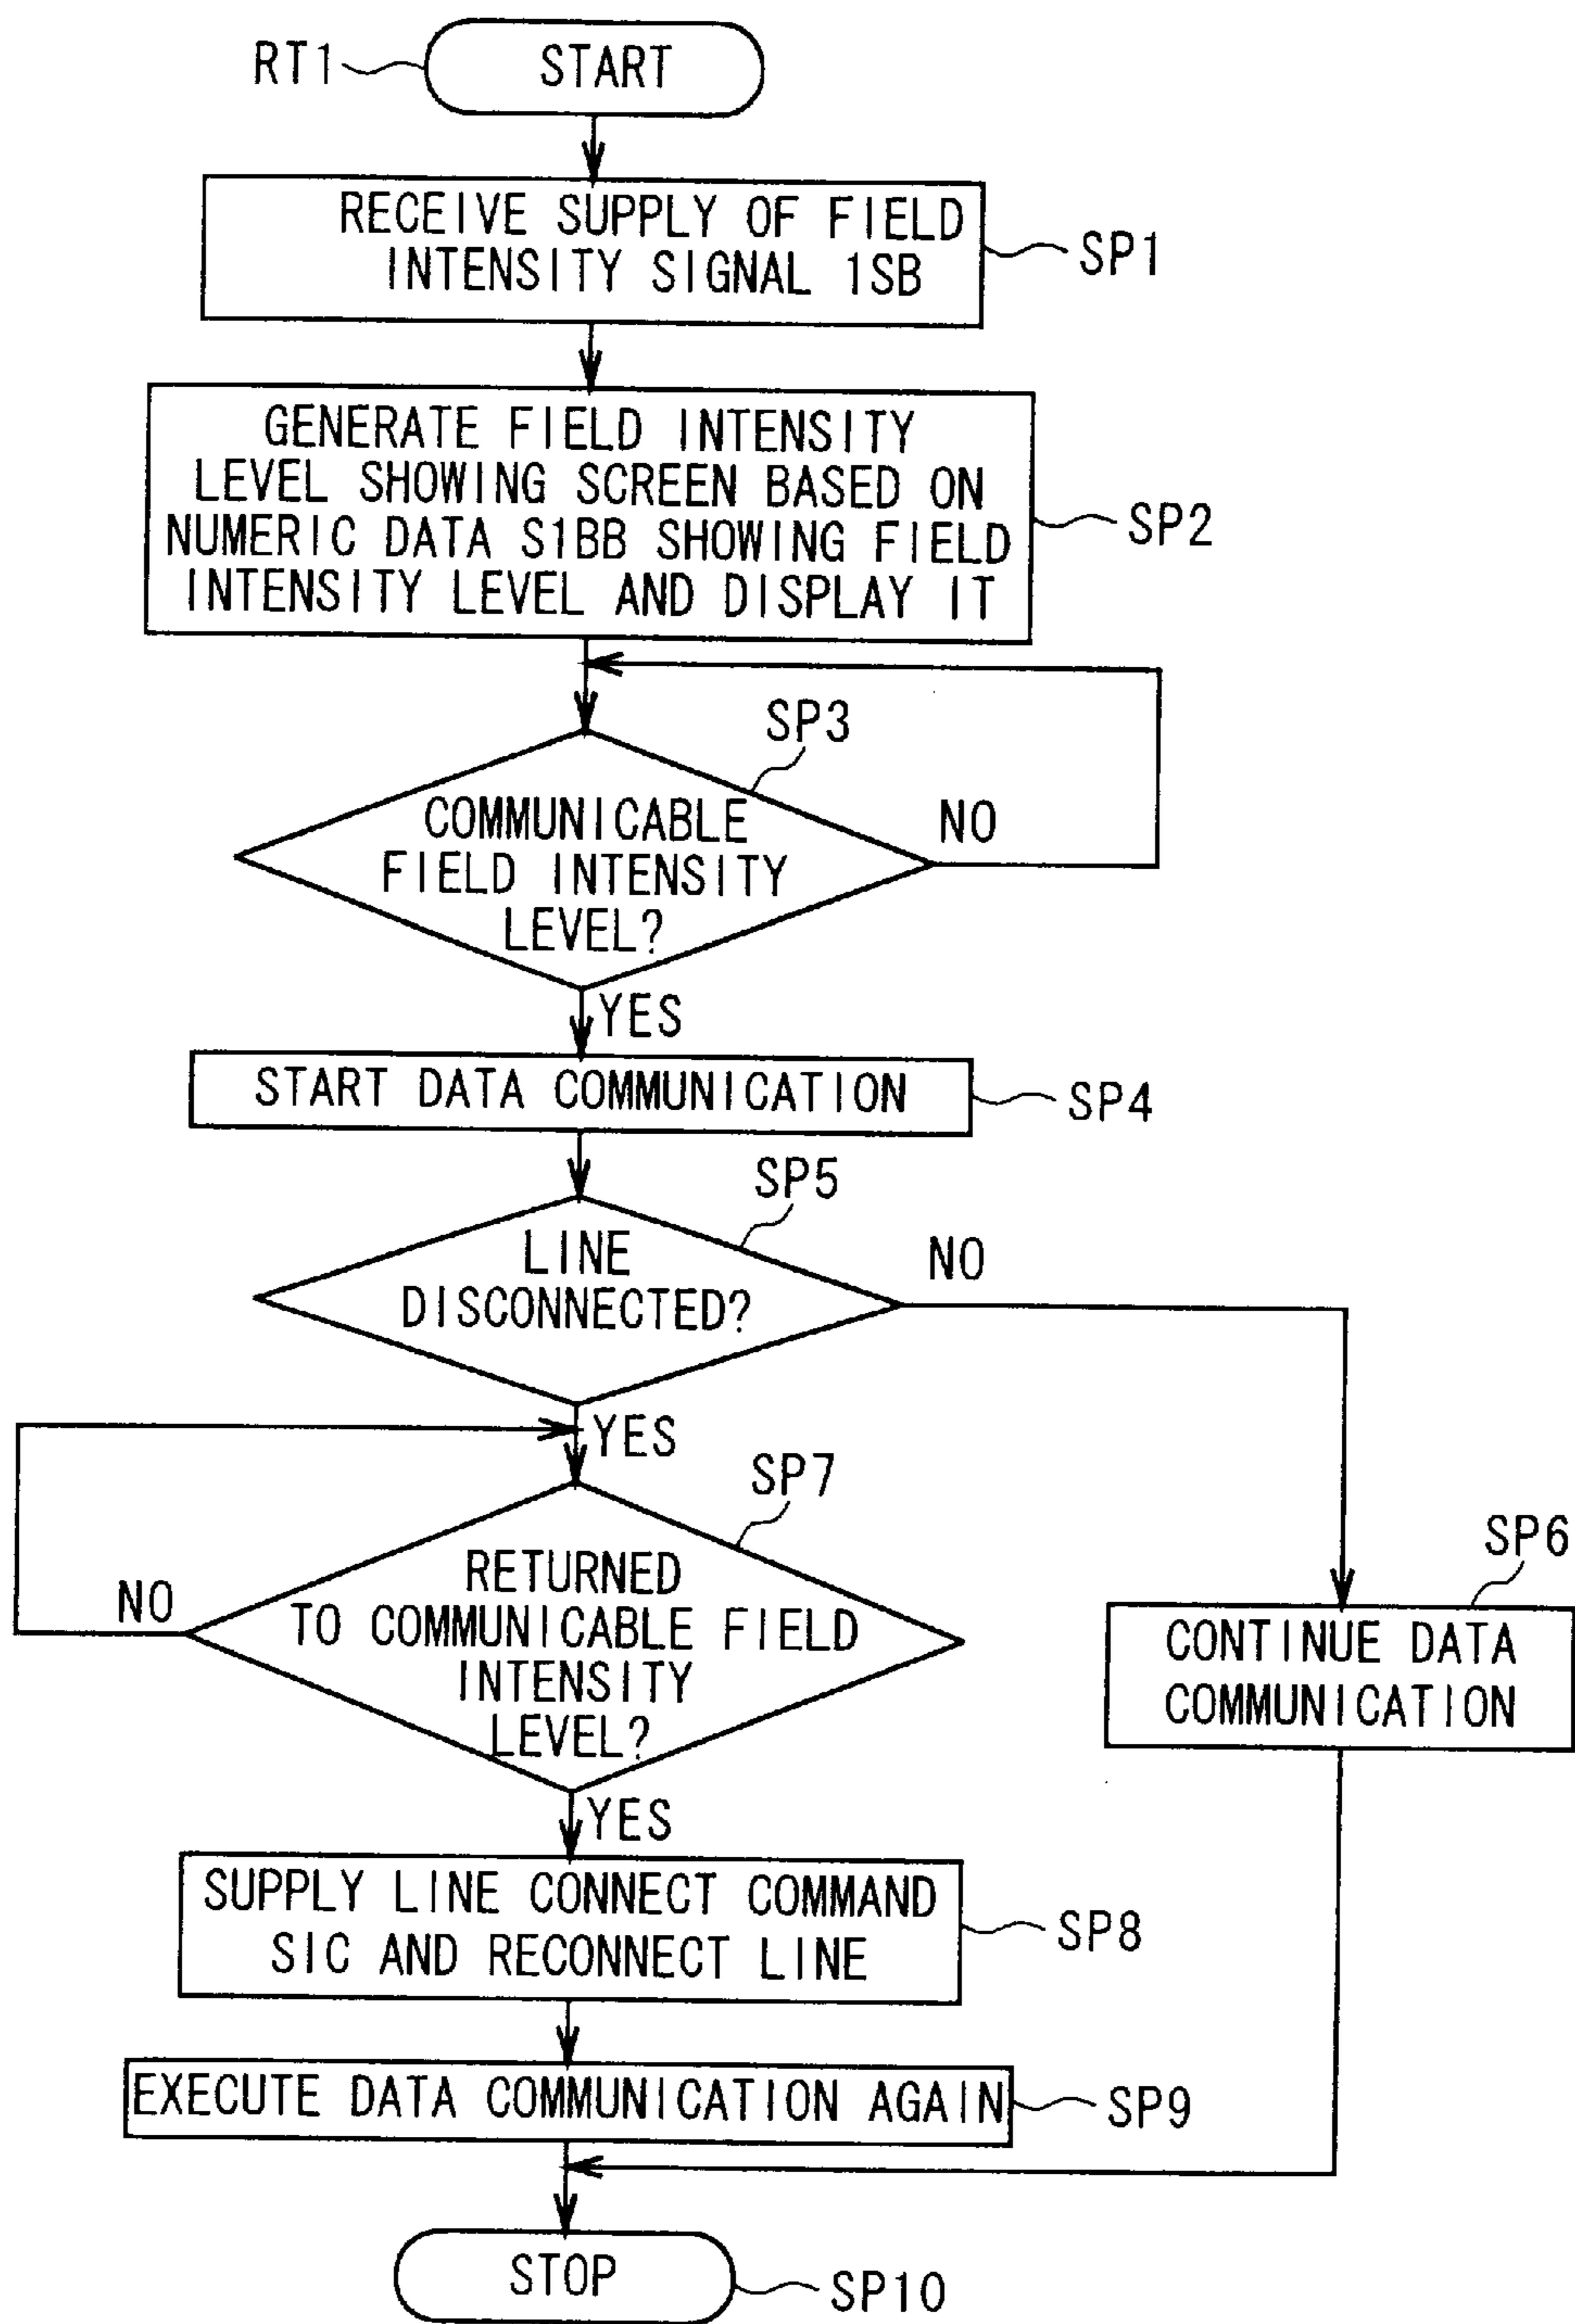 RT1
START
RECEIVE SUPPLY OF FIELD
INTENSITY SIGNAL 1SB
SP1
GENERATE FIELD INTENSITY
LEVEL SHOWING SCREEN BASED ON
NUMERIC DATA S1BB SHOWING FIELD
INTENSITY LEVEL AND DISPLAY IT
SP2
SP3
COMMUNICABLE
FIELD INTENSITY
LEVEL?
NO
YES
START DATA COMMUNICATION
SP4
SP5
LINE
DISCONNECTED?
NO
YES
SP7
RETURNED
TO COMMUNICABLE FIELD
INTENSITY
LEVEL?
NO
SP6
CONTINUE DATA
COMMUNICATION
YES
SUPPLY LINE CONNECT COMMAND
SIC AND RECONNECT LINE
SP8
EXECUTE DATA COMMUNICATION AGAIN
SP9
STOP
SP10